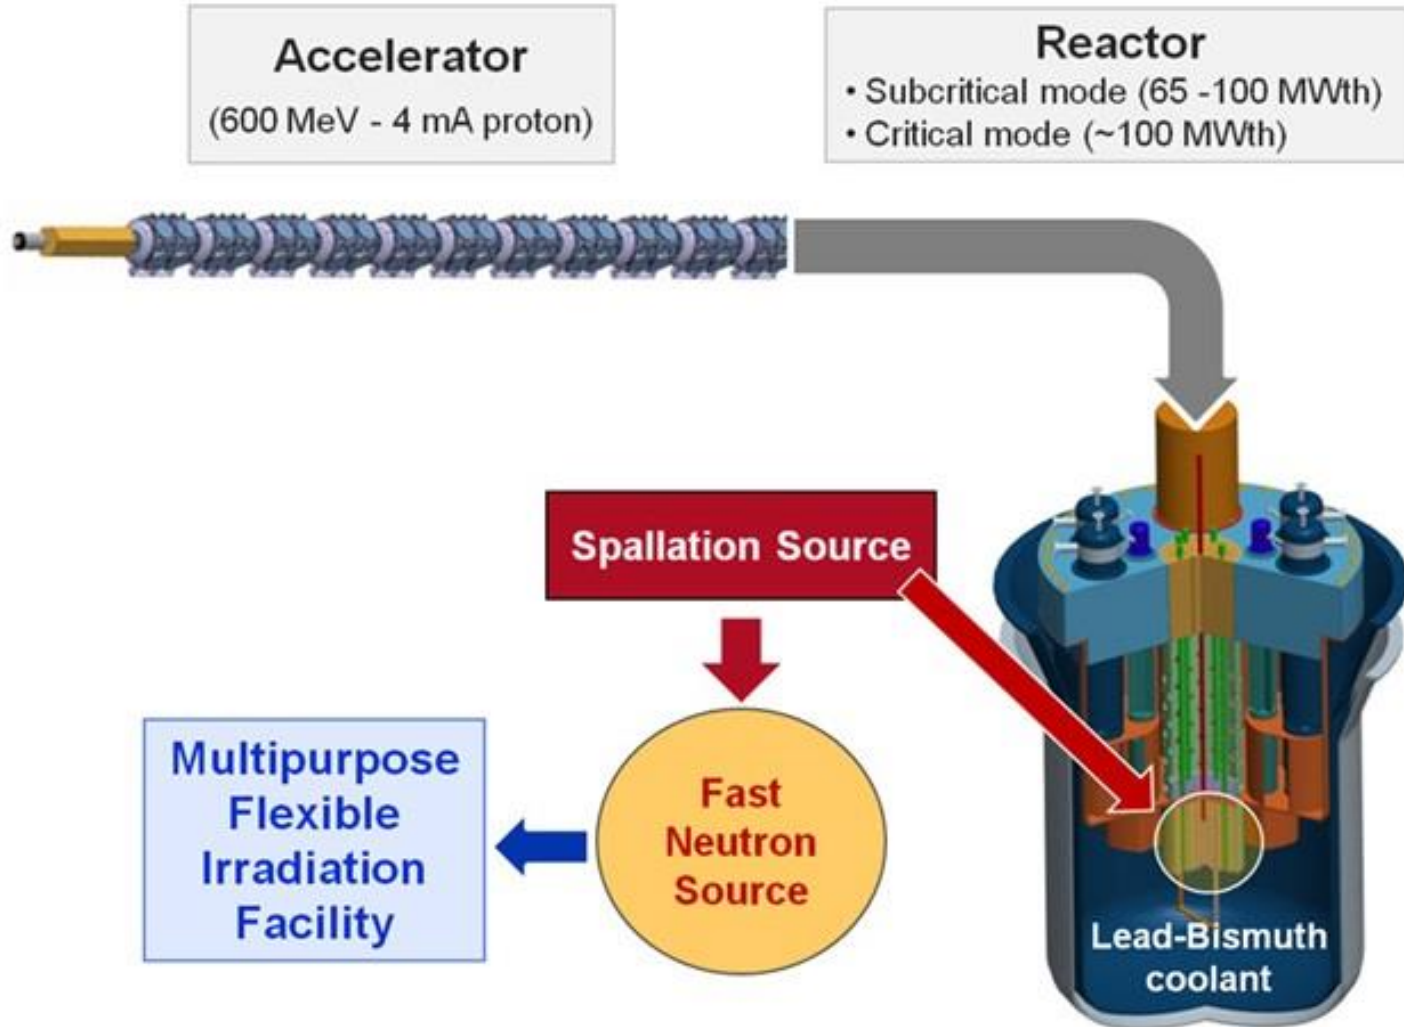 Accelerator
(600 MeV - 4 mA proton)
Reactor
• Subcritical mode (65 -100 MWth)
• Critical mode (~100 MWth)
Spallation Source
Fast
Neutron
Source
Multipurpose
Flexible
Irradiation
Facility
Lead-Bismuth
coolant